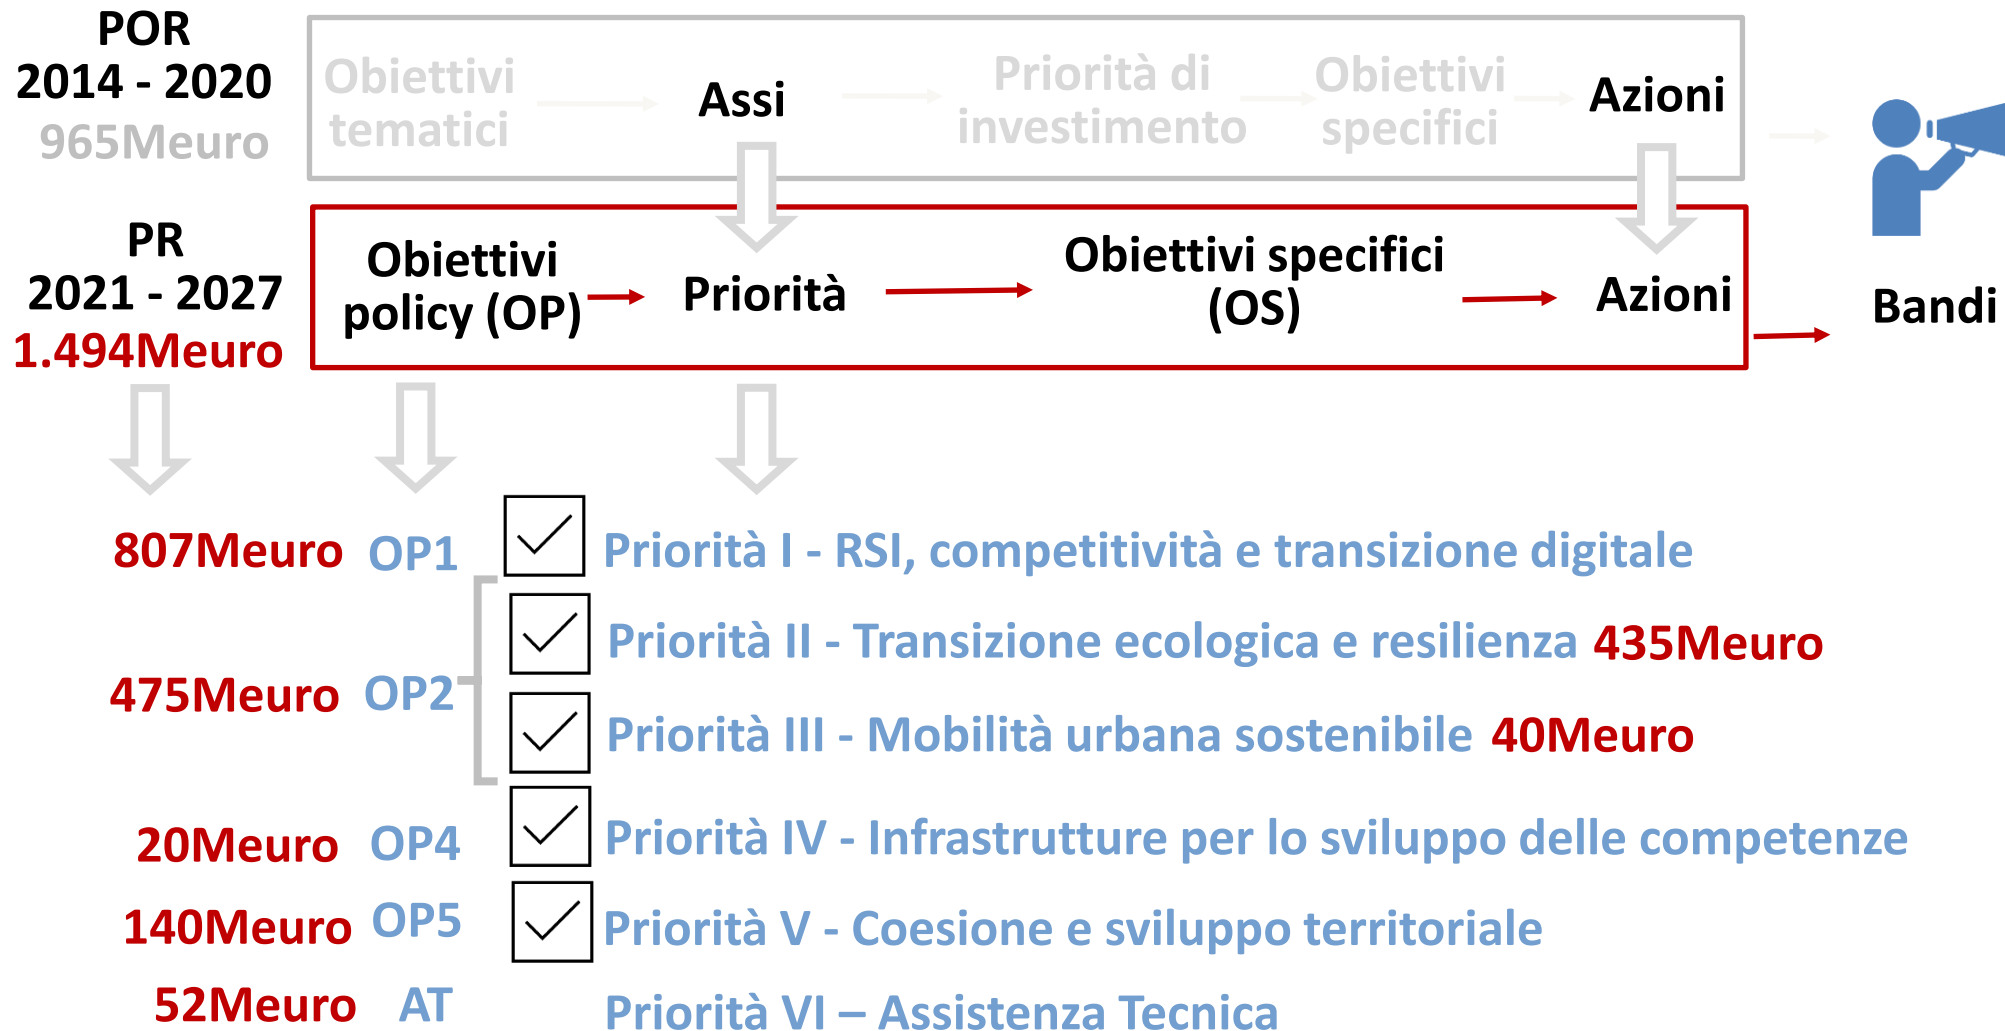 POR
2014 - 2020
965Meuro
Obiettivi
tematici
Assi
Priorità di
investimento
Obiettivi
specifici
Azioni
PR
2021 - 2027
1.494Meuro
Obiettivi
policy (OP)
Priorità
Obiettivi specifici
(OS)
Azioni
Bandi
807Meuro OP1 Priorità I - RSI, competitività e transizione digitale
Priorità II - Transizione ecologica e resilienza 435Meuro
475Meuro OP2
Priorità III - Mobilità urbana sostenibile 40Meuro
20Meuro OP4 Priorità IV - Infrastrutture per lo sviluppo delle competenze
140Meuro OP5 Priorità V - Coesione e sviluppo territoriale
52Meuro AT Priorità VI – Assistenza Tecnica